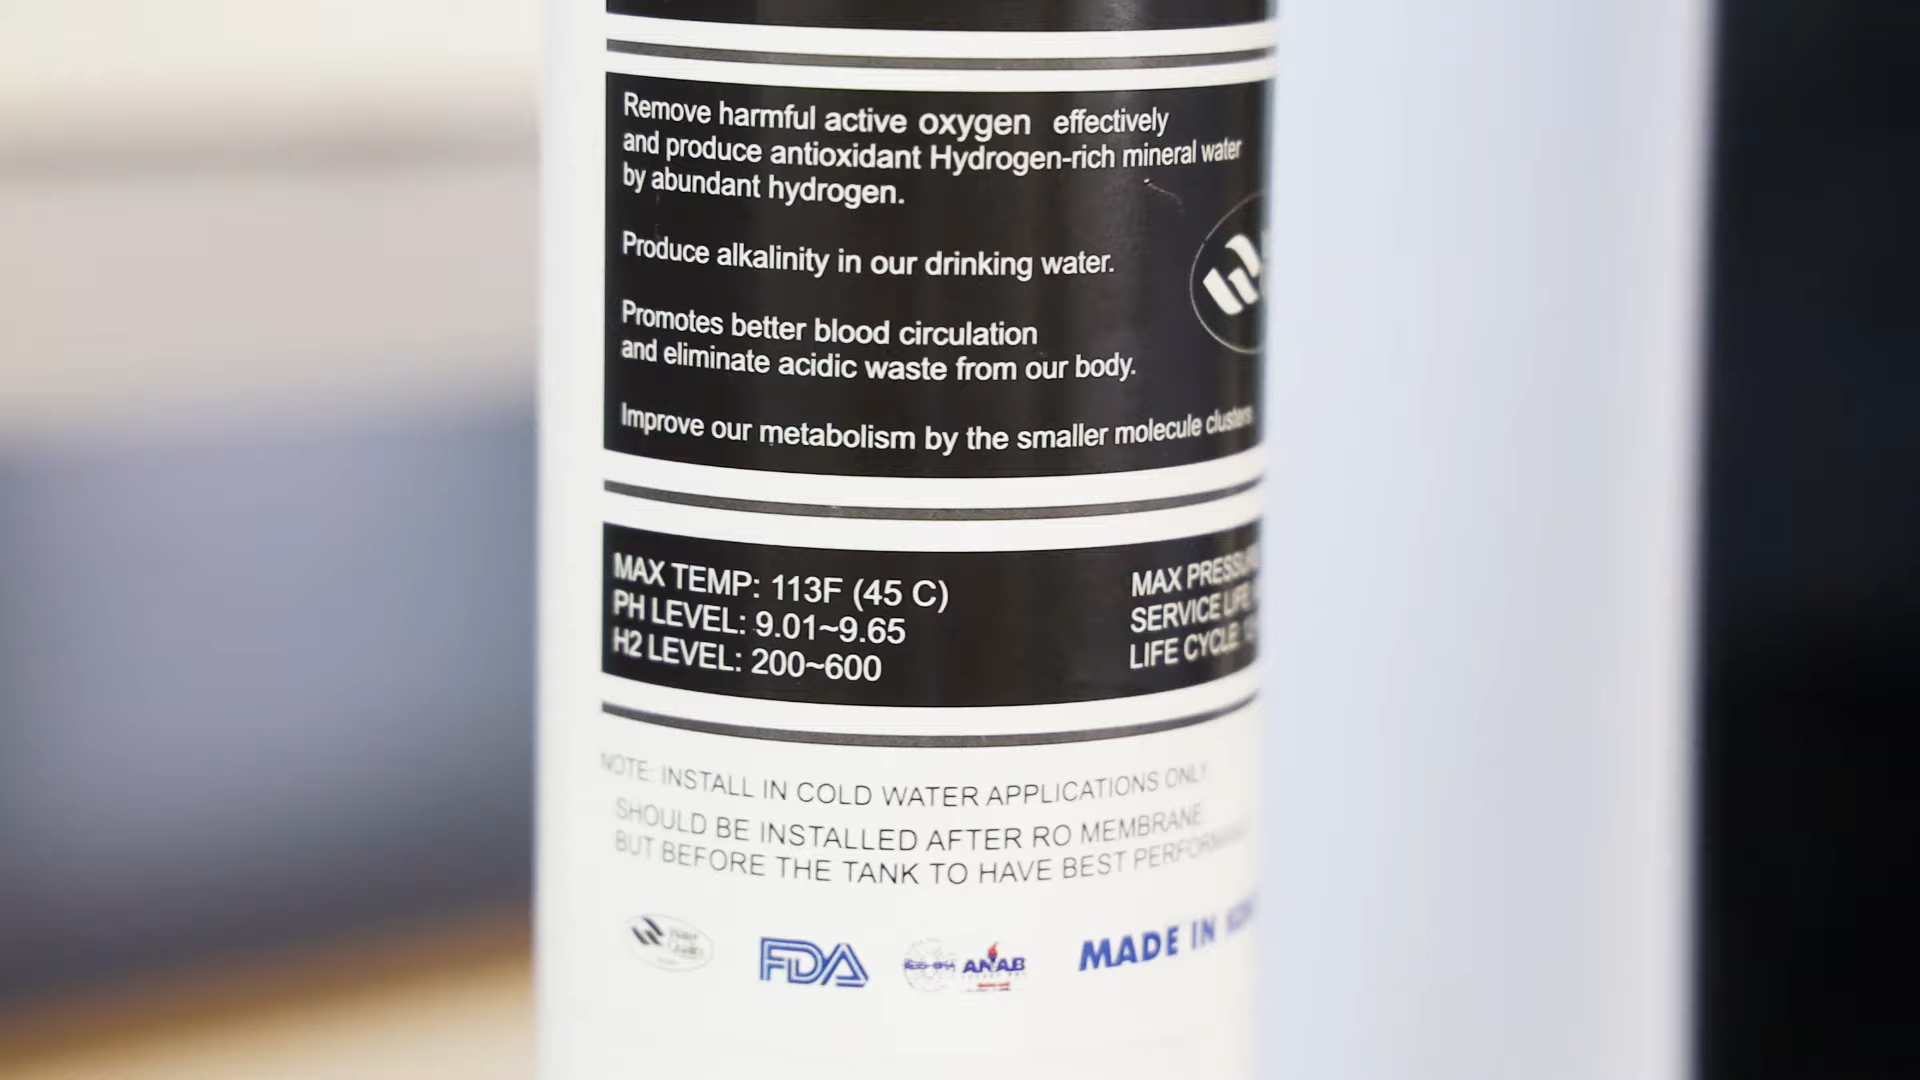 Remove harmful active oxygen effectively
and produce antioxidant Hydrogen-rich mineral water
by abundant hydrogen.
Produce alkalinity in our drinking water.
Promotes better blood circulation
and eliminate acidic waste from our body.
Improve our metabolism by the smaller molecule clusters
MAX TEMP: 113F (45 C)
PH LEVEL: 9.01~9.65
H2 LEVEL: 200~600
MAX
SERVICE
LIFE CYCLE
NOTE: INSTALL IN COLD WATER APPLICATIONS ONLY
SHOULD BE INSTALLED AFTER RO MEMBRANE
BUT BEFORE THE TANK TO HAVE BEST
FDA
ANAB
MADE IN